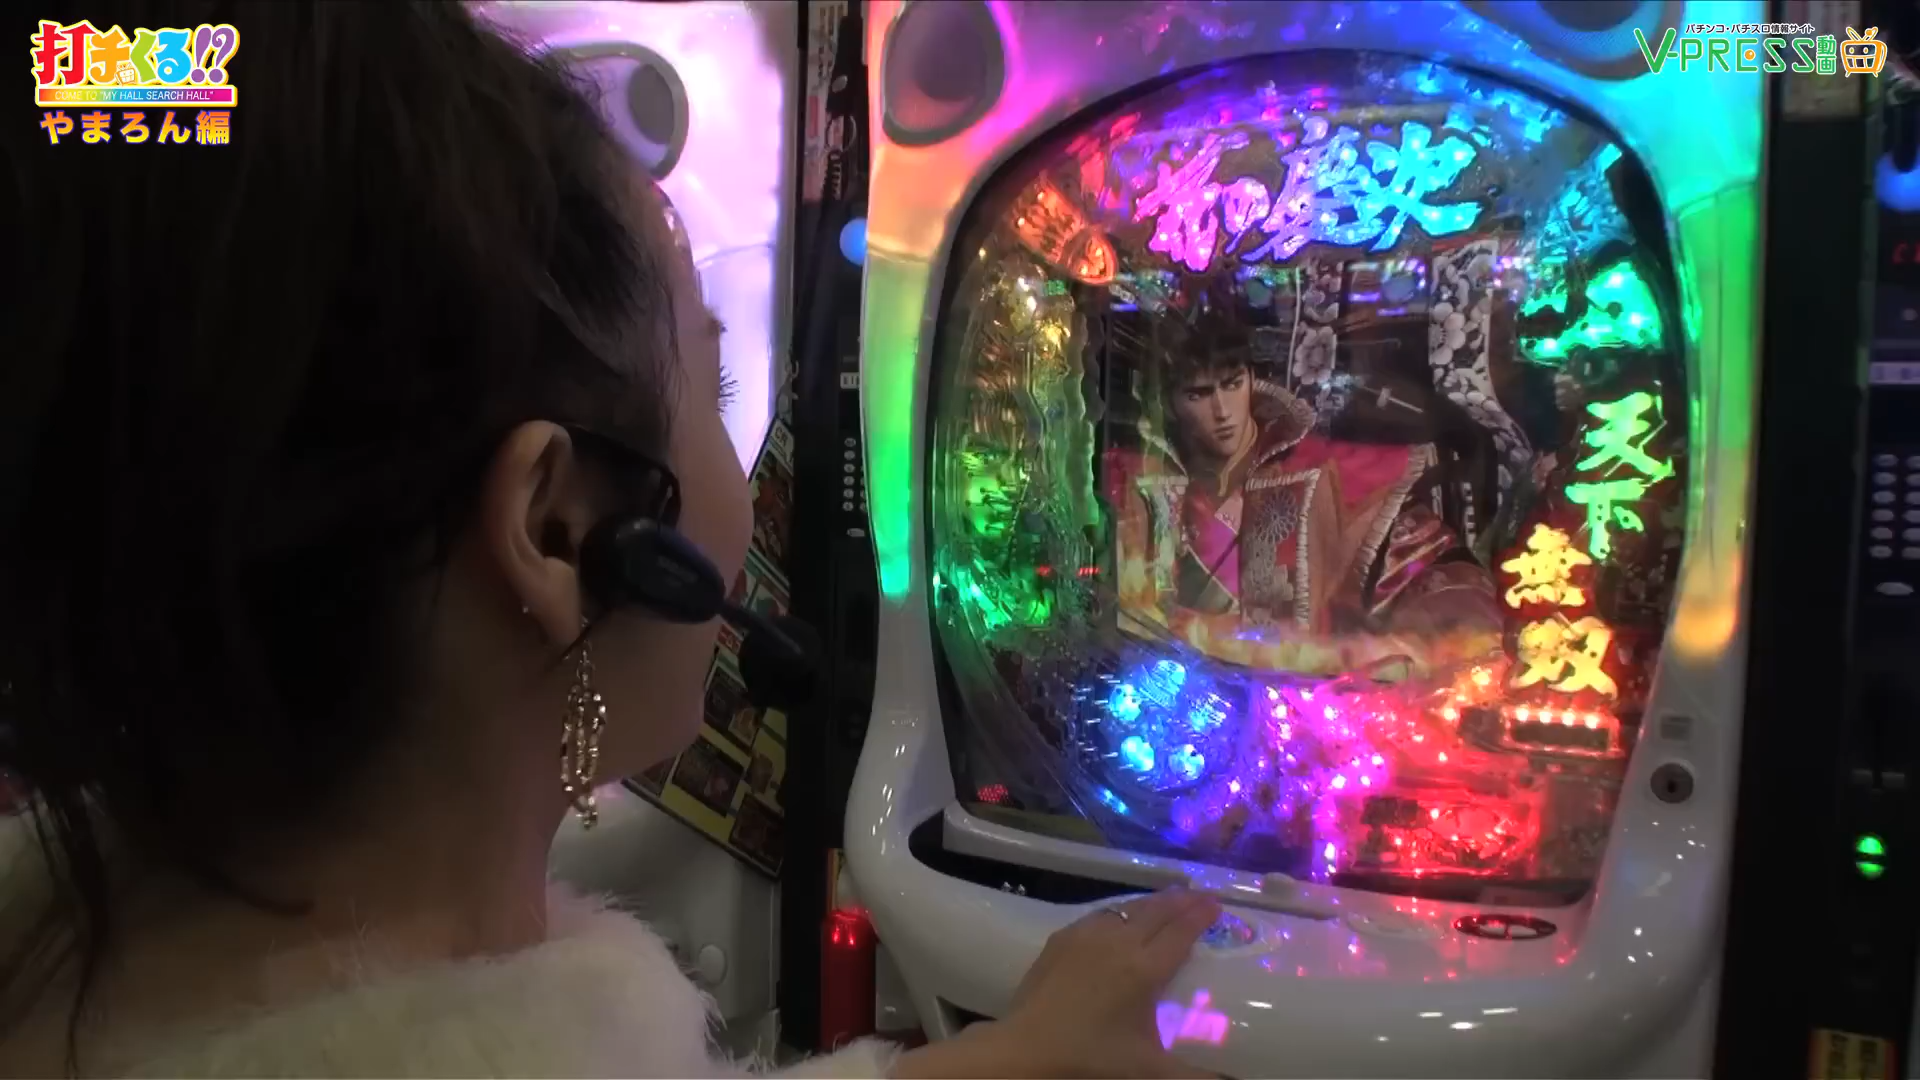 打チくる!?
COME TO "MY HALL SEARCH HALL"
やまろん編
パチンコ・パチスロ情報サイト
V-PRESS動画
花の慶次
天下
無双